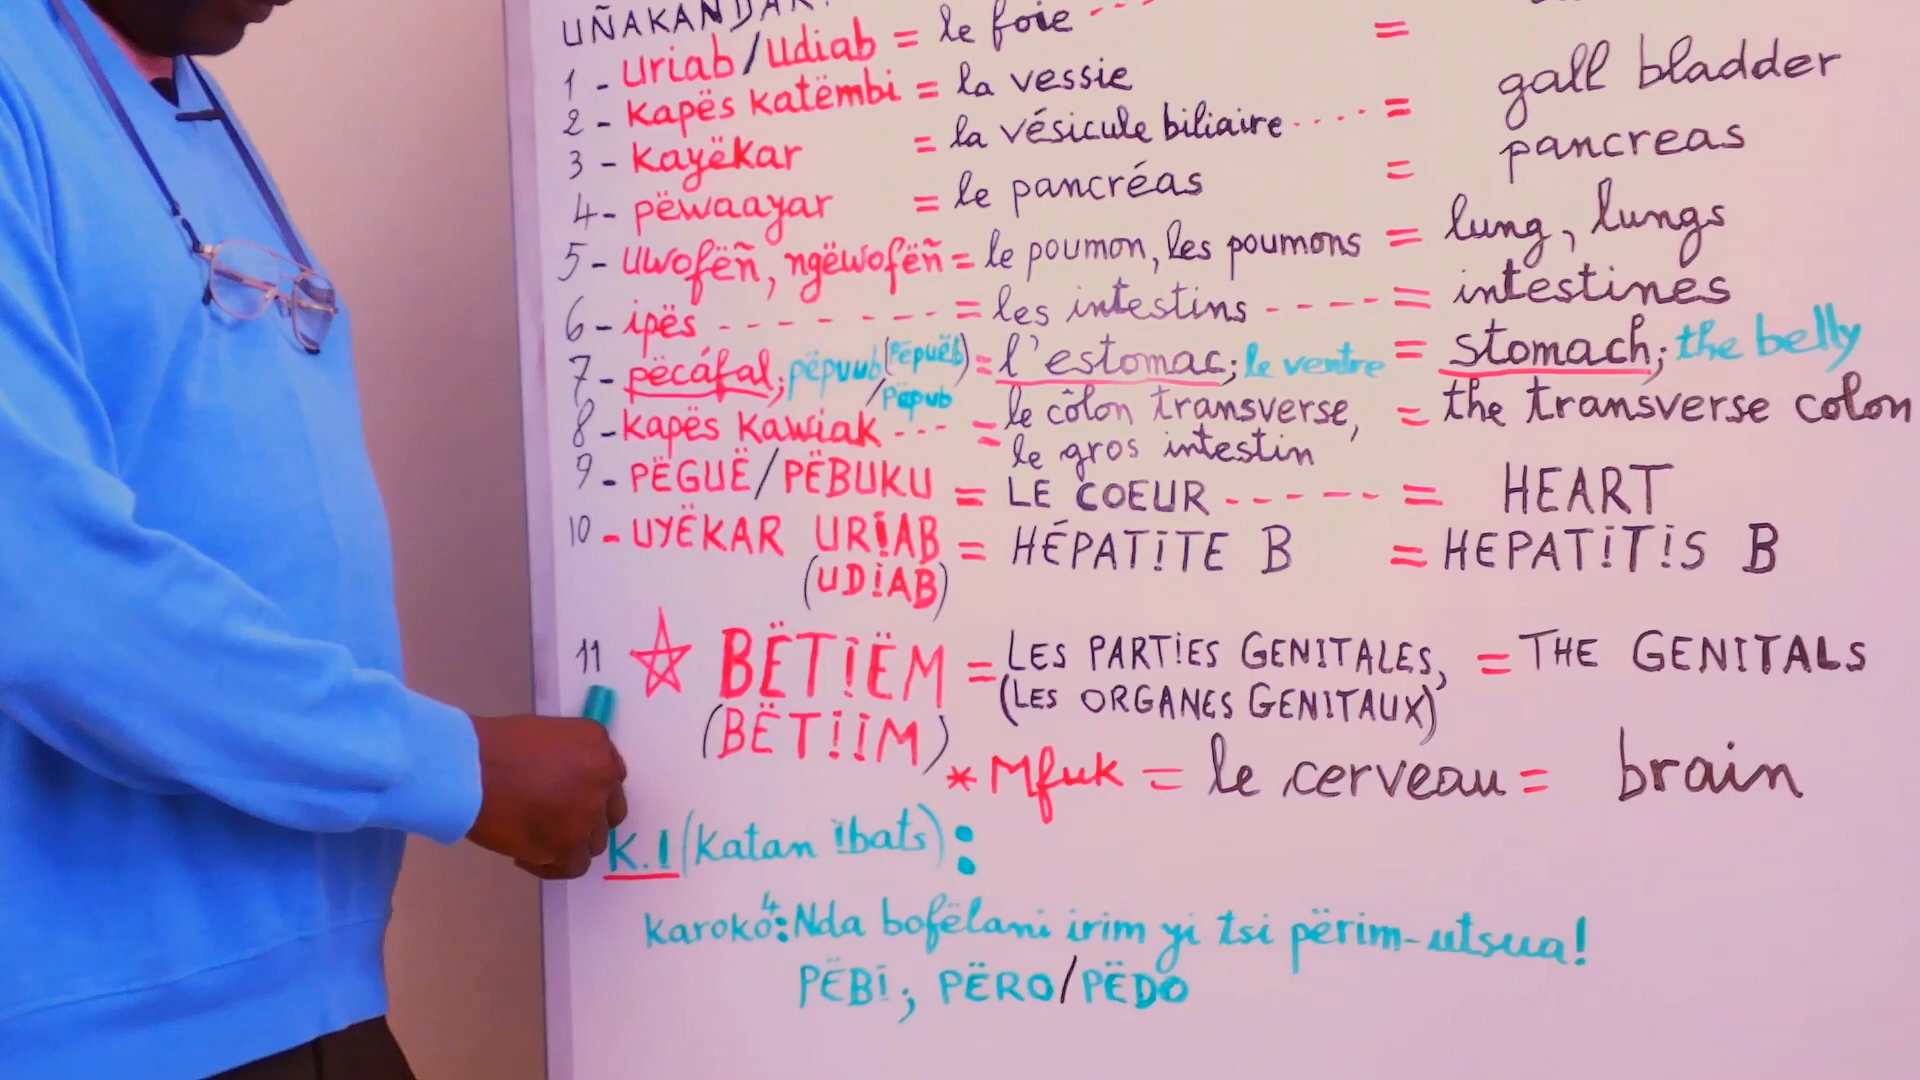 UÑAKANDAR
1 - Uriab/Udiab = le foie --- =
2 - Kapës Katëmbi = la vessie
3 - Kayëkar = la vésicule biliaire .... = gall bladder
4 - pëwaayar = le pancréas = pancreas
5 - uwofëñ, ngëwofëñ = le poumon, les poumons = lung, lungs
6 - ipës - - - - - - - = les intestins - - - - = intestines
7 - pëcáfal; pëpuub (Pëpuëb) /Pëpub = l'estomac; le ventre = stomach; the belly
8 - kapës Kawiak --- = le côlon transverse, = the transverse colon
= le gros intestin
9 - PËGUË/PËBUKU = LE COEUR - - - - - = HEART
10 - UYËKAR URIAB = HÉPATITE B = HEPATITIS B
(UDIAB)
11 ☆ BËTIËM = LES PARTIES GENITALES, = THE GENITALS
(BËTIIM) (LES ORGANES GENITAUX)
* Mfuk = le cerveau = brain
K.I (Katan ibats) :
karokó4: Nda bofëlani irim yi tsi përim-utsua!
PËBI; PËRO/PËDO